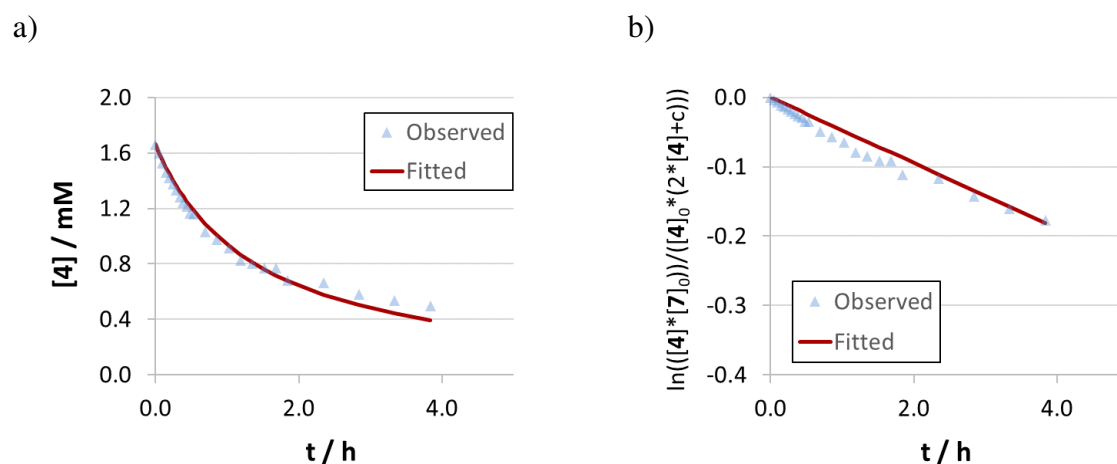 a)
b)
[4] / mM
2.0
1.6
1.2
0.8
0.4
0.0
0.0
2.0
4.0
t / h
Observed
Fitted
ln(([4]*[7]₀))/([4]₀*(2*[4]+c)))
0.0
-0.1
-0.2
-0.3
-0.4
0.0
2.0
4.0
t / h
Observed
Fitted